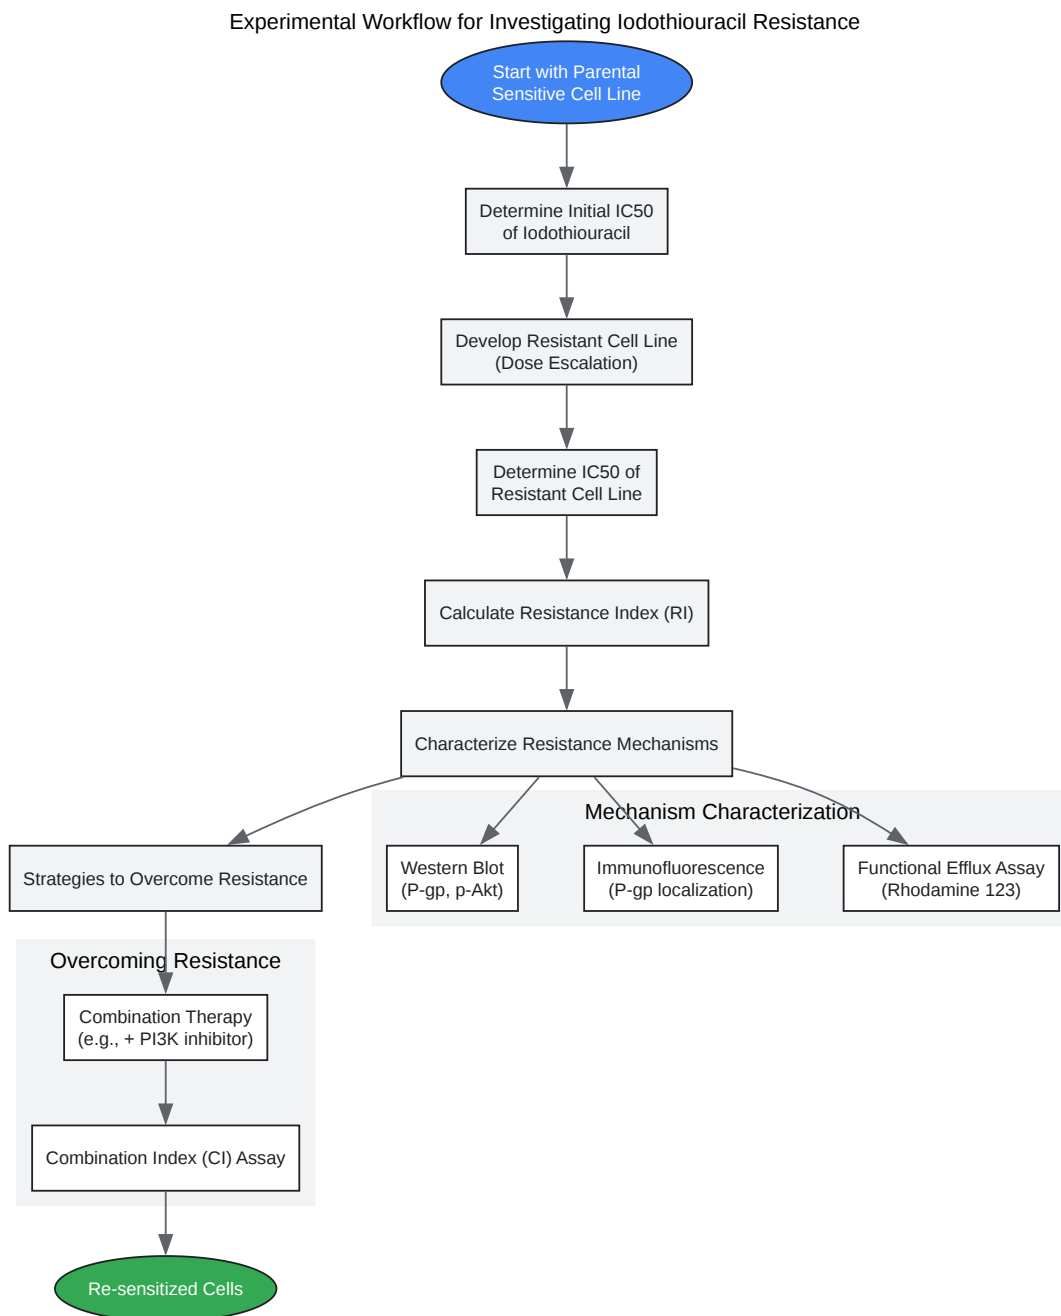 Experimental Workflow for Investigating Iodothiouracil Resistance
Start with Parental
Sensitive Cell Line
Determine Initial IC50
of Iodothiouracil
Develop Resistant Cell Line
(Dose Escalation)
Determine IC50 of
Resistant Cell Line
Calculate Resistance Index (RI)
Characterize Resistance Mechanisms
Mechanism Characterization
Strategies to Overcome Resistance
Western Blot
(P-gp, p-Akt)
Immunofluorescence
(P-gp localization)
Functional Efflux Assay
(Rhodamine 123)
Overcoming Resistance
Combination Therapy
(e.g., + PI3K inhibitor)
Combination Index (CI) Assay
Re-sensitized Cells